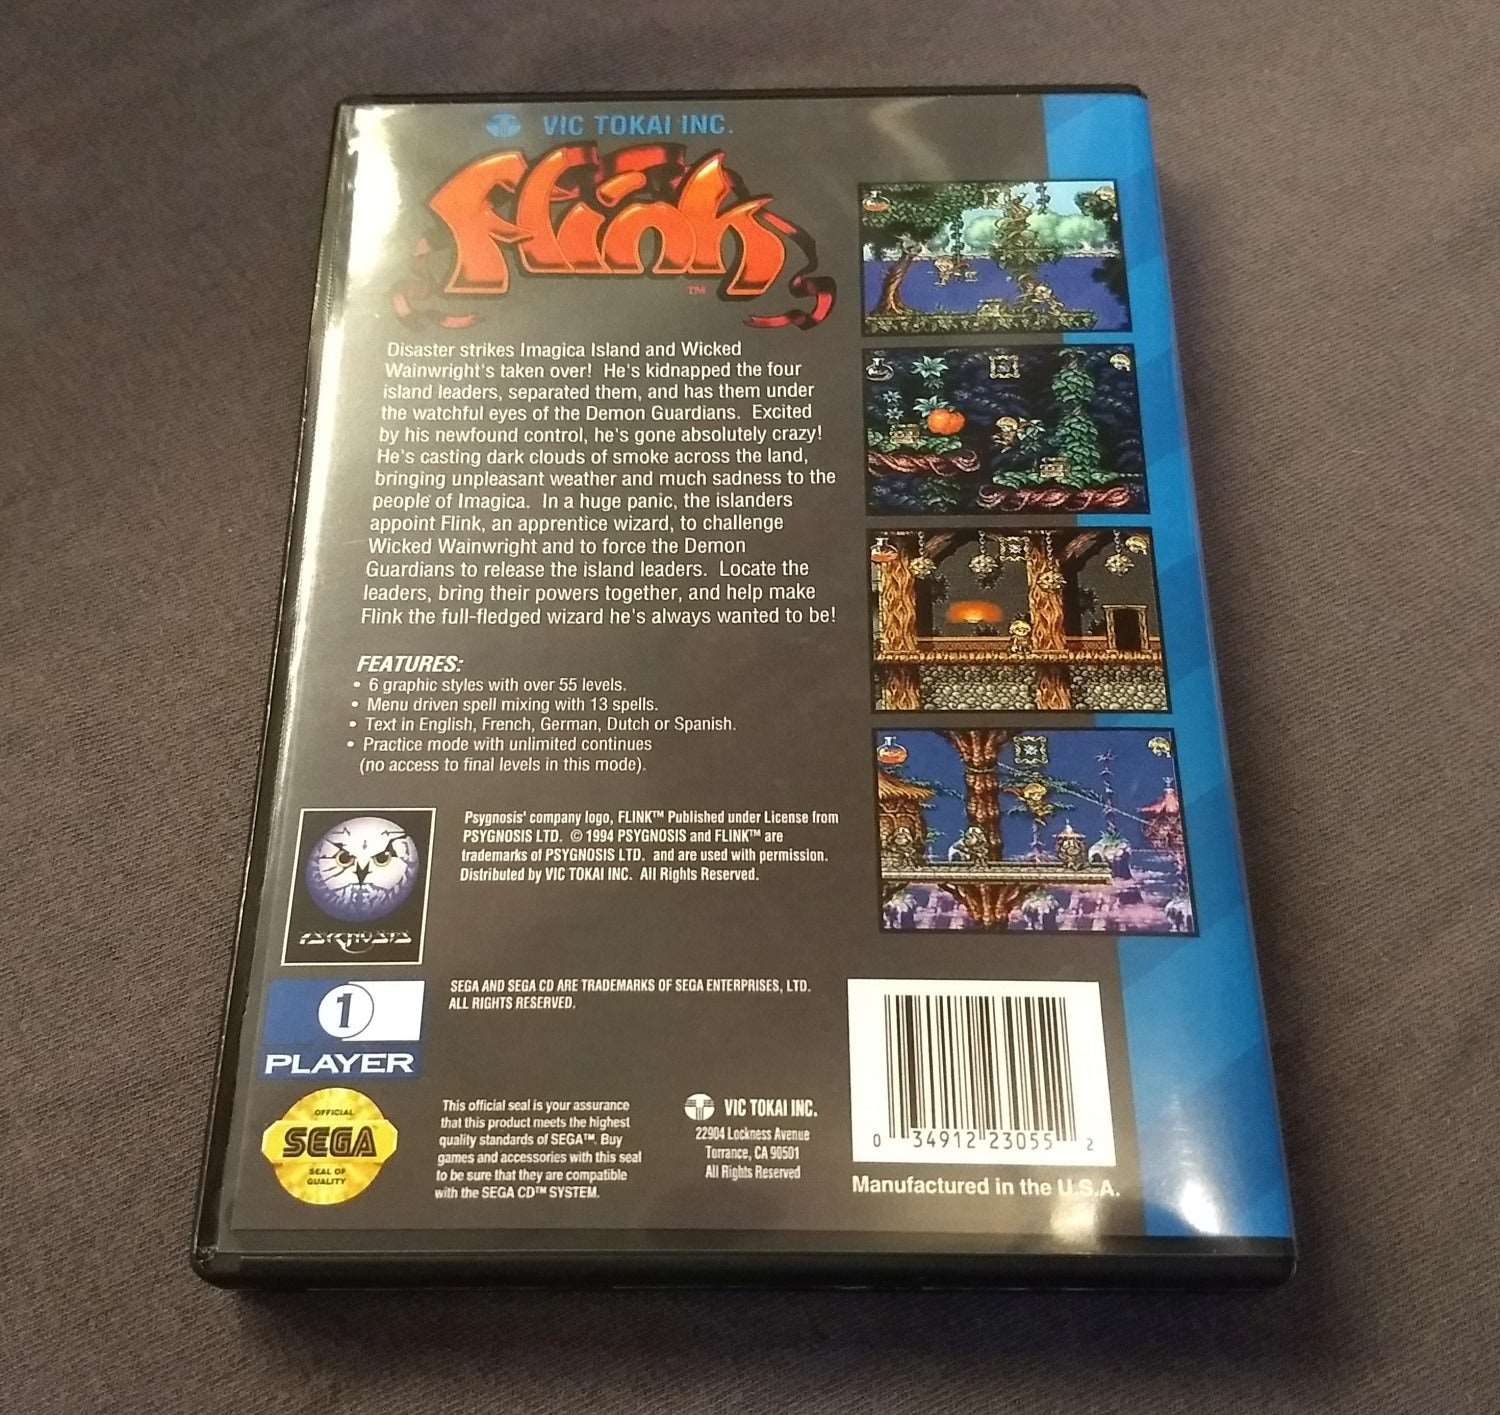 VIC TOKAI INC.
Flink
™
Disaster strikes Imagica Island and Wicked
Wainwright's taken over! He's kidnapped the four
island leaders, separated them, and has them under
the watchful eyes of the Demon Guardians. Excited
by his newfound control, he's gone absolutely crazy!
He's casting dark clouds of smoke across the land,
bringing unpleasant weather and much sadness to the
people of Imagica. In a huge panic, the islanders
appoint Flink, an apprentice wizard, to challenge
Wicked Wainwright and to force the Demon
Guardians to release the island leaders. Locate the
leaders, bring their powers together, and help make
Flink the full-fledged wizard he's always wanted to be!
FEATURES:
• 6 graphic styles with over 55 levels.
• Menu driven spell mixing with 13 spells.
• Text in English, French, German, Dutch or Spanish.
• Practice mode with unlimited continues
(no access to final levels in this mode).
PSYGNOSIS
Psygnosis' company logo, FLINK™ Published under License from
PSYGNOSIS LTD. © 1994 PSYGNOSIS and FLINK™ are
trademarks of PSYGNOSIS LTD. and are used with permission.
Distributed by VIC TOKAI INC. All Rights Reserved.
1
PLAYER
SEGA AND SEGA CD ARE TRADEMARKS OF SEGA ENTERPRISES, LTD.
ALL RIGHTS RESERVED.
OFFICIAL
SEGA
SEAL OF
QUALITY
This official seal is your assurance
that this product meets the highest
quality standards of SEGA™. Buy
games and accessories with this seal
to be sure that they are compatible
with the SEGA CD™ SYSTEM.
VIC TOKAI INC.
22904 Lockness Avenue
Torrance, CA 90501
All Rights Reserved
0 34912 23055 2
Manufactured in the U.S.A.